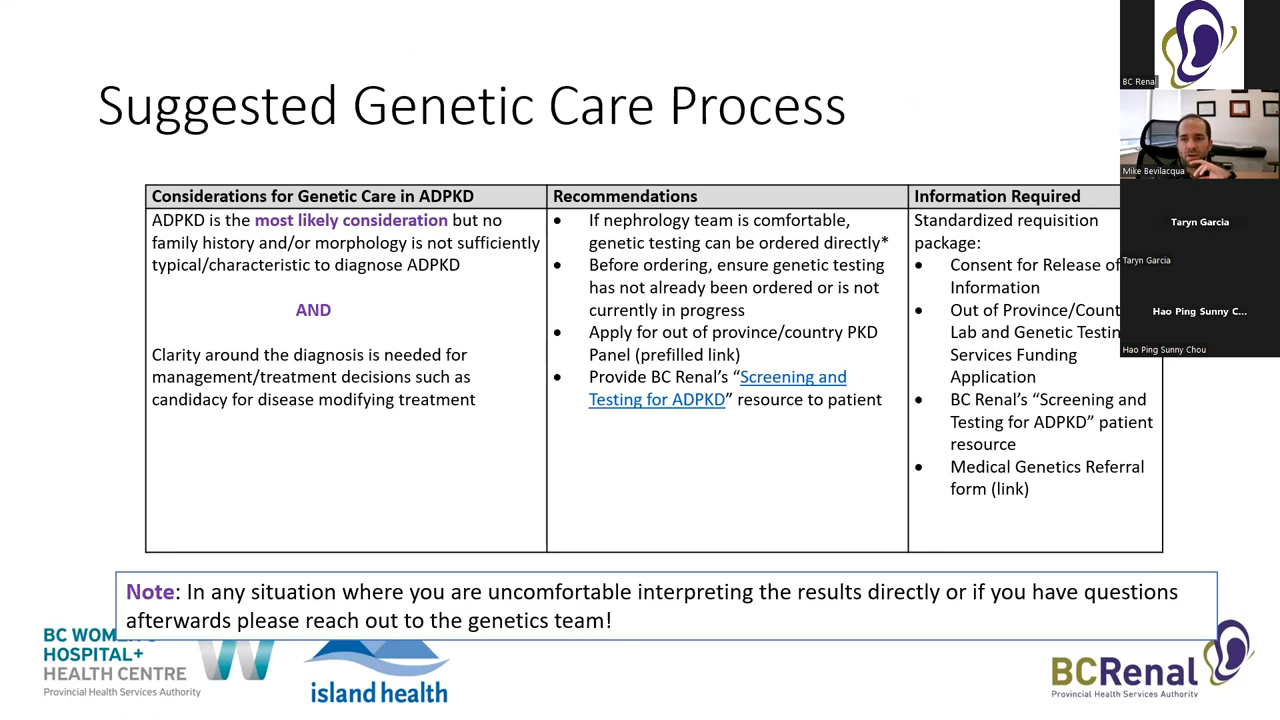 Suggested Genetic Care Process
Considerations for Genetic Care in ADPKD
ADPKD is the most likely consideration but no
family history and/or morphology is not sufficiently
typical/characteristic to diagnose ADPKD
AND
Clarity around the diagnosis is needed for
management/treatment decisions such as
candidacy for disease modifying treatment
Recommendations
• If nephrology team is comfortable,
genetic testing can be ordered directly*
• Before ordering, ensure genetic testing
has not already been ordered or is not
currently in progress
• Apply for out of province/country PKD
Panel (prefilled link)
• Provide BC Renal’s “Screening and
Testing for ADPKD” resource to patient
Information Required
Standardized requisition
package:
• Consent for Release of
Information
• Out of Province/Count
Lab and Genetic Testin
Services Funding
Application
• BC Renal’s “Screening and
Testing for ADPKD” patient
resource
• Medical Genetics Referral
form (link)
Note: In any situation where you are uncomfortable interpreting the results directly or if you have questions
afterwards please reach out to the genetics team!
BC WOMEN'S
HOSPITAL+
HEALTH CENTRE
Provincial Health Services Authority
island health
BCRenal
Provincial Health Services Authority
BC Renal
Mike Bevilacqua
Taryn Garcia
Taryn Garcia
Hao Ping Sunny C...
Hao Ping Sunny Chou